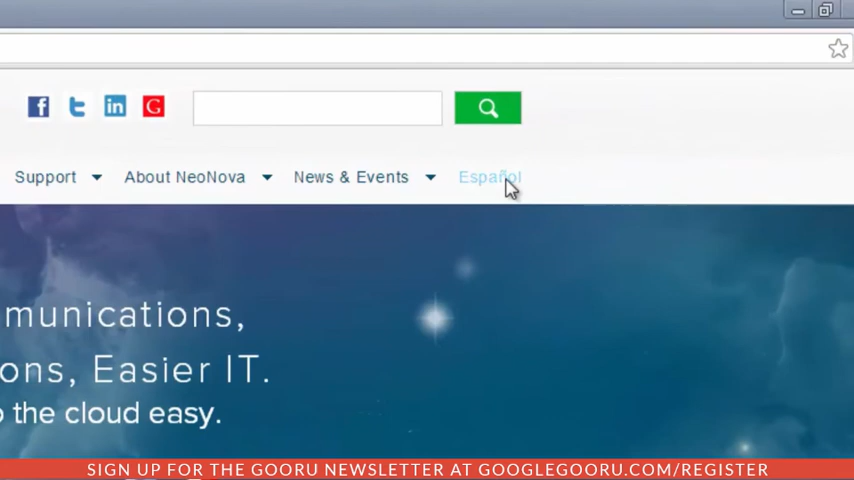 f t in G
Support About NeoNova News & Events Español
munications,
ons, Easier IT.
the cloud easy.
SIGN UP FOR THE GOORU NEWSLETTER AT GOOGLEGOORU.COM/REGISTER